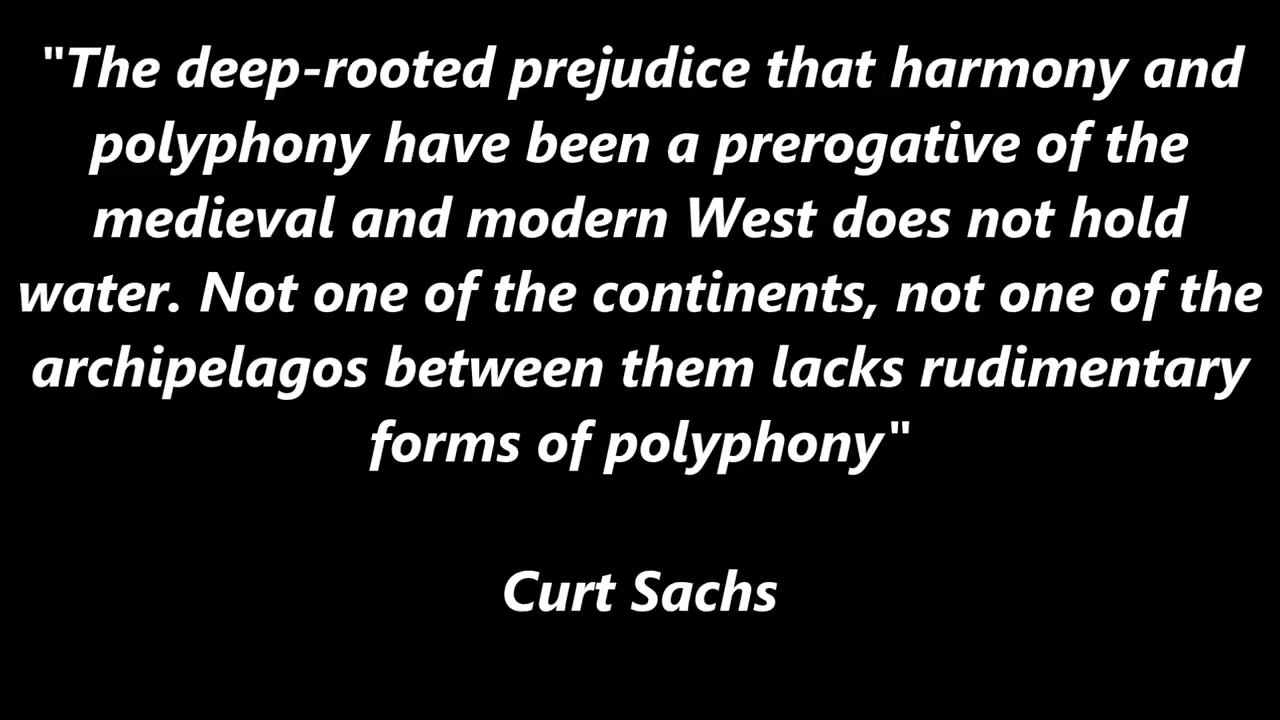 "The deep-rooted prejudice that harmony and
polyphony have been a prerogative of the
medieval and modern West does not hold
water. Not one of the continents, not one of the
archipelagos between them lacks rudimentary
forms of polyphony"
Curt Sachs